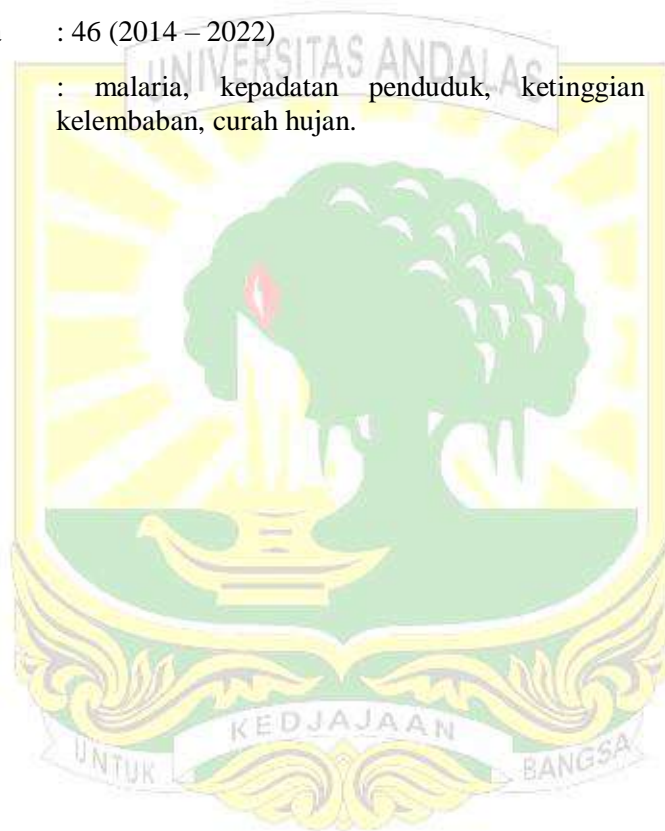 : 46 (2014 – 2022)
UNIVERSITAS ANDALAS
: malaria, kepadatan penduduk, ketinggian
kelembaban, curah hujan.
KEDJAJAAN
UNTUK BANGSA